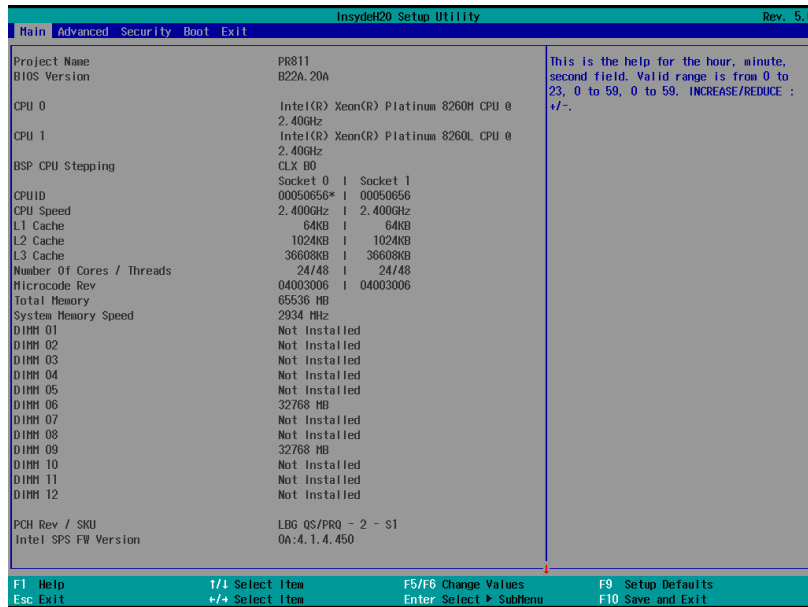 InsydeH20 Setup Utility Rev. 5.
Main Advanced Security Boot Exit
Project Name PR811
BIOS Version B22A.20A
CPU 0 Intel(R) Xeon(R) Platinum 8260M CPU @
2.40GHz
CPU 1 Intel(R) Xeon(R) Platinum 8260L CPU @
2.40GHz
BSP CPU Stepping CLX B0
Socket 0 | Socket 1
CPUID 00050656* | 00050656
CPU Speed 2.400GHz | 2.400GHz
L1 Cache 64KB | 64KB
L2 Cache 1024KB | 1024KB
L3 Cache 36608KB | 36608KB
Number Of Cores / Threads 24/48 | 24/48
Microcode Rev 04003006 | 04003006
Total Memory 65536 MB
System Memory Speed 2934 MHz
DIMM 01 Not Installed
DIMM 02 Not Installed
DIMM 03 Not Installed
DIMM 04 Not Installed
DIMM 05 Not Installed
DIMM 06 32768 MB
DIMM 07 Not Installed
DIMM 08 Not Installed
DIMM 09 32768 MB
DIMM 10 Not Installed
DIMM 11 Not Installed
DIMM 12 Not Installed
PCH Rev / SKU LBG QS/PRQ - 2 - S1
Intel SPS FW Version 0A:4.1.4.450
This is the help for the hour, minute,
second field. Valid range is from 0 to
23, 0 to 59, 0 to 59. INCREASE/REDUCE :
+/-.
F1 Help ↑/↓ Select Item F5/F6 Change Values F9 Setup Defaults
Esc Exit ←/→ Select Item Enter Select ▶ SubMenu F10 Save and Exit